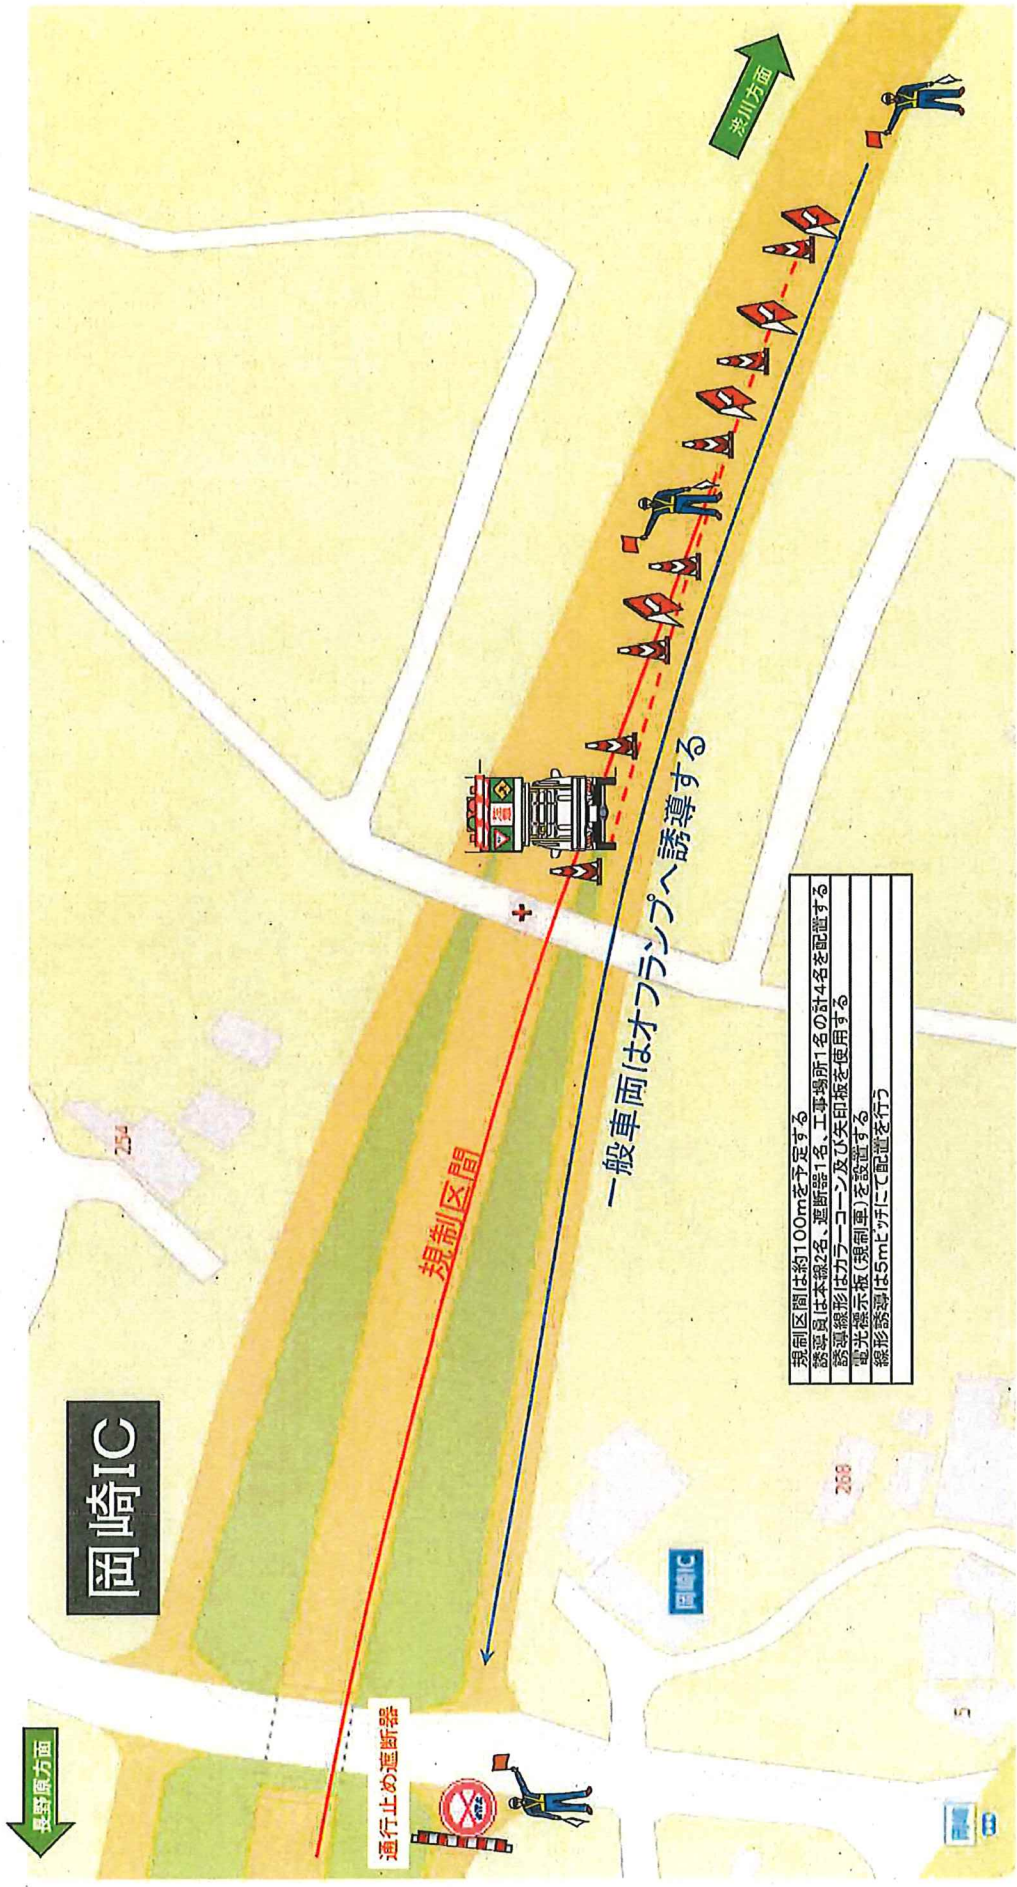 岡崎IC
長野原方面
渋川方面
規制区間
一般車両はオフランプへ誘導する
通行止め遮断器
規制区間は約100mを予定する
誘導員は本線2名、遮断器1名、工事場所1名の計4名を配置する
誘導線形はカラーコーン及び矢印板を使用する
電光標示板(規制車)を設置する
線形誘導は5mピッチにて配置を行う
254
268
岡崎IC
5